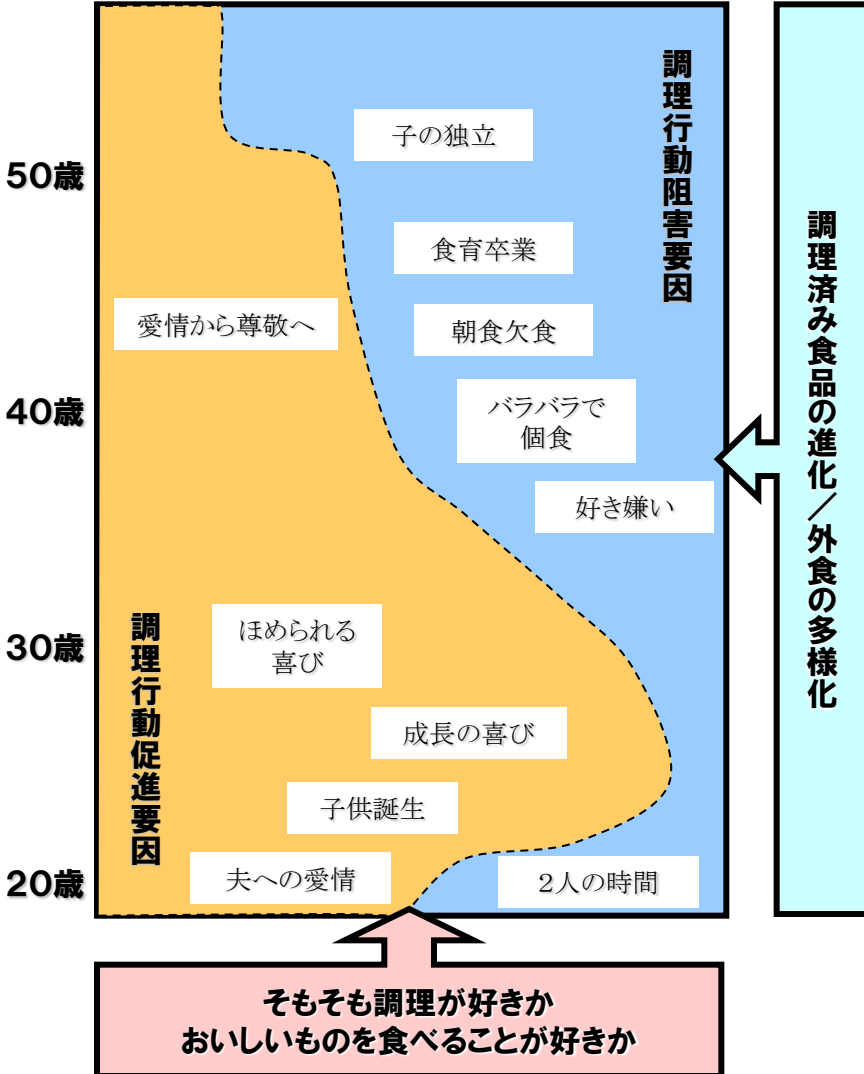 調理行動阻害要因
子の独立
50歳
食育卒業
愛情から尊敬へ
朝食欠食
40歳
バラバラで
個食
好き嫌い
調理済み食品の進化／外食の多様化
30歳
ほめられる
喜び
調理行動促進要因
成長の喜び
子供誕生
20歳
夫への愛情
2人の時間
そもそも調理が好きか
おいしいものを食べることが好きか